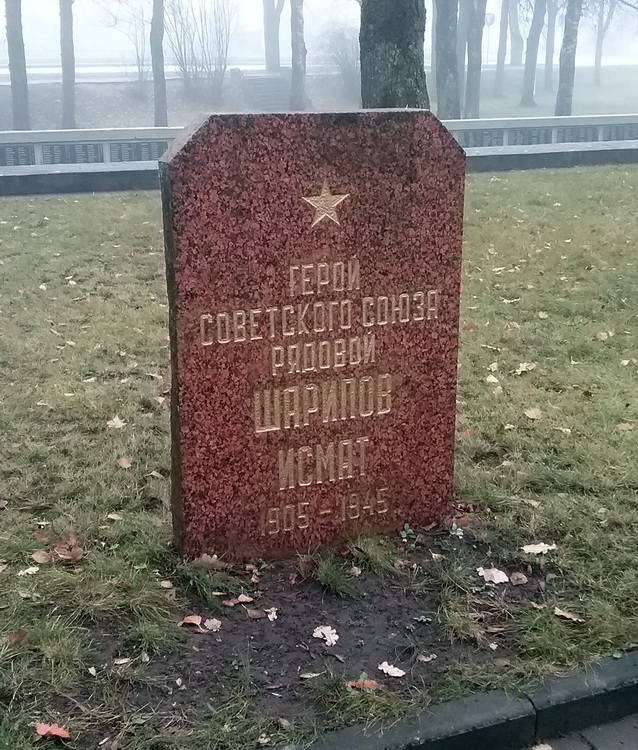 ГЕРОЙ
СОВЕТСКОГО СОЮЗА
РЯДОВОЙ
ШАРИПОВ
ИСМАТ
1905 - 1945